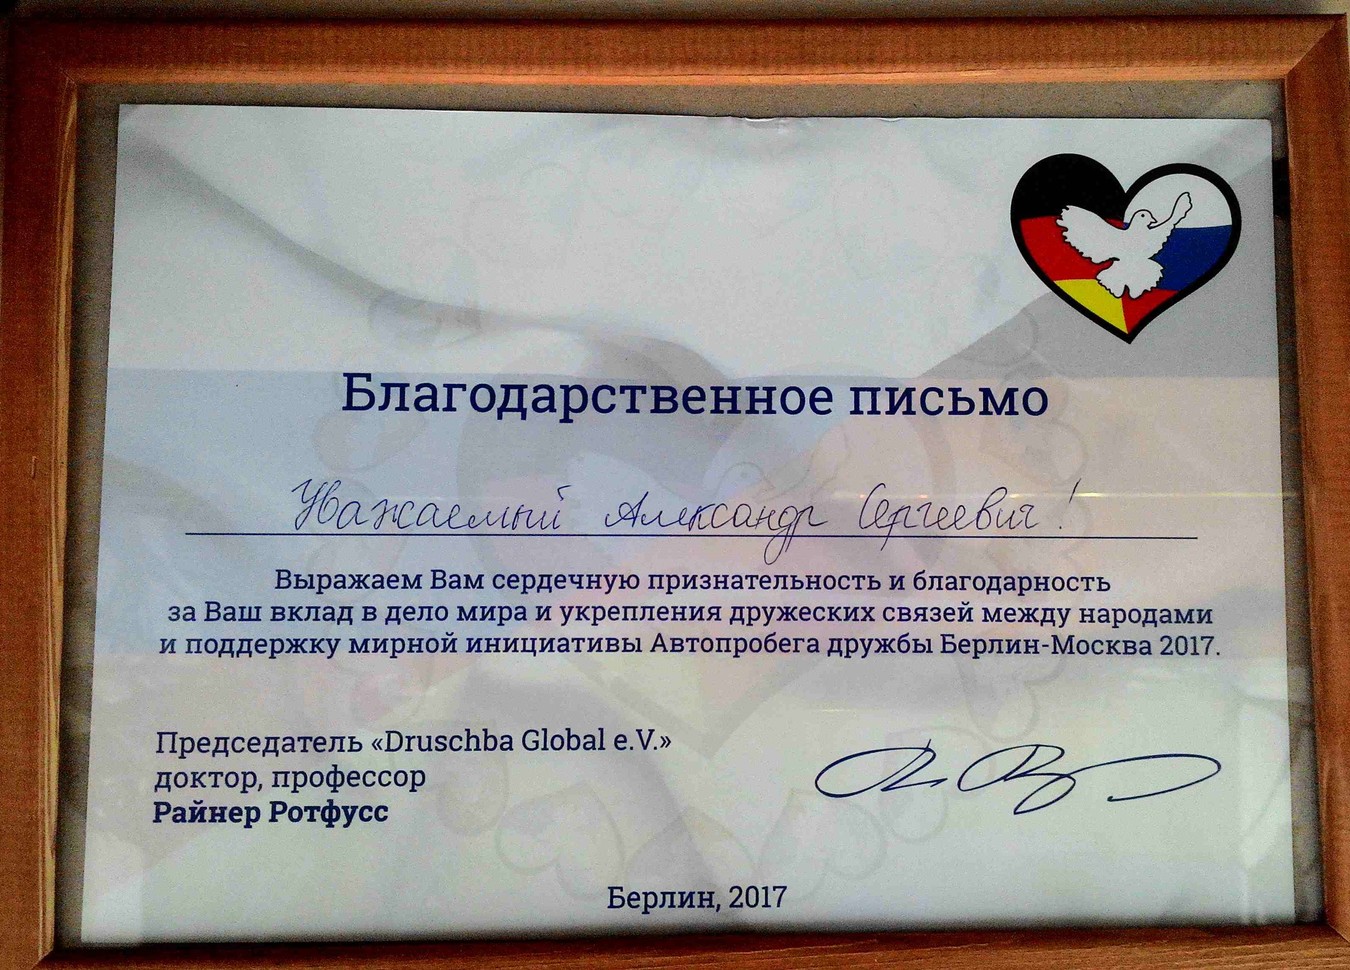 Благодарственное письмо
Уважаемый Александр Сергеевич!
Выражаем Вам сердечную признательность и благодарность
за Ваш вклад в дело мира и укрепления дружеских связей между народами
и поддержку мирной инициативы Автопробега дружбы Берлин-Москва 2017.
Председатель «Druschba Global e.V.»
доктор, профессор
Райнер Ротфусс
Берлин, 2017